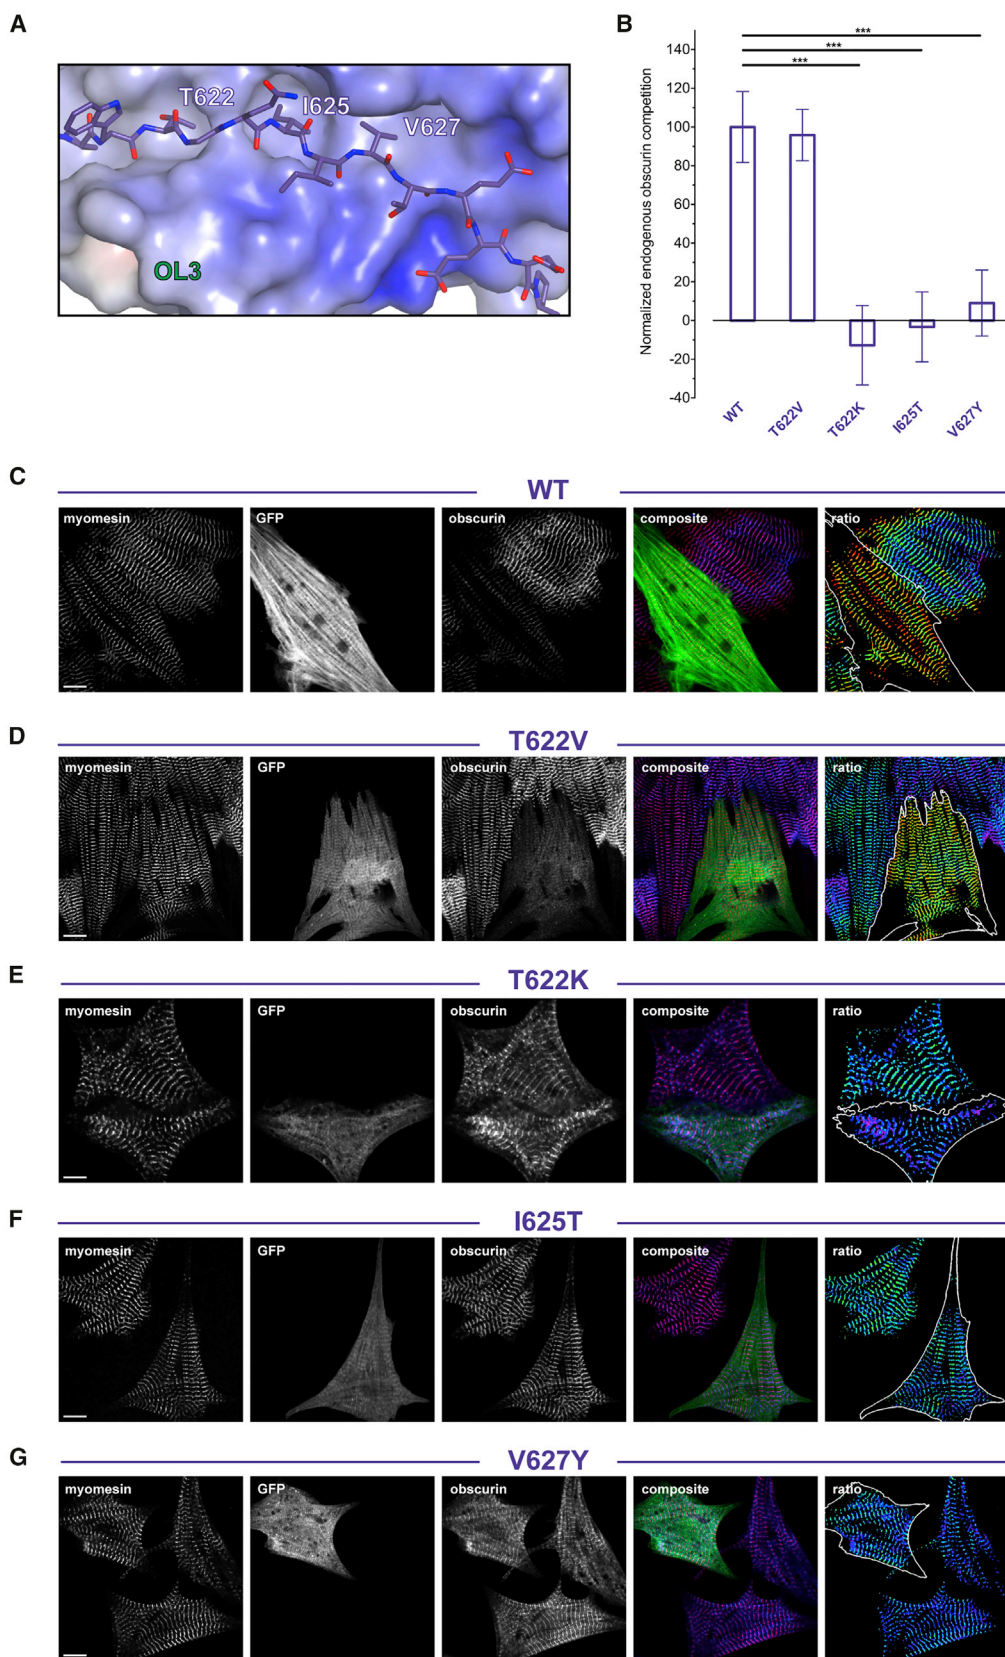 A
T622
I625
V627
OL3
B
Normalized endogenous obscurin competition
140
120
100
80
60
40
20
0
-20
-40
***
***
***
WT
T622V
T622K
I625T
V627Y
C
WT
myomesin
GFP
obscurin
composite
ratio
D
T622V
myomesin
GFP
obscurin
composite
ratio
E
T622K
myomesin
GFP
obscurin
composite
ratio
F
I625T
myomesin
GFP
obscurin
composite
ratio
G
V627Y
myomesin
GFP
obscurin
composite
ratio